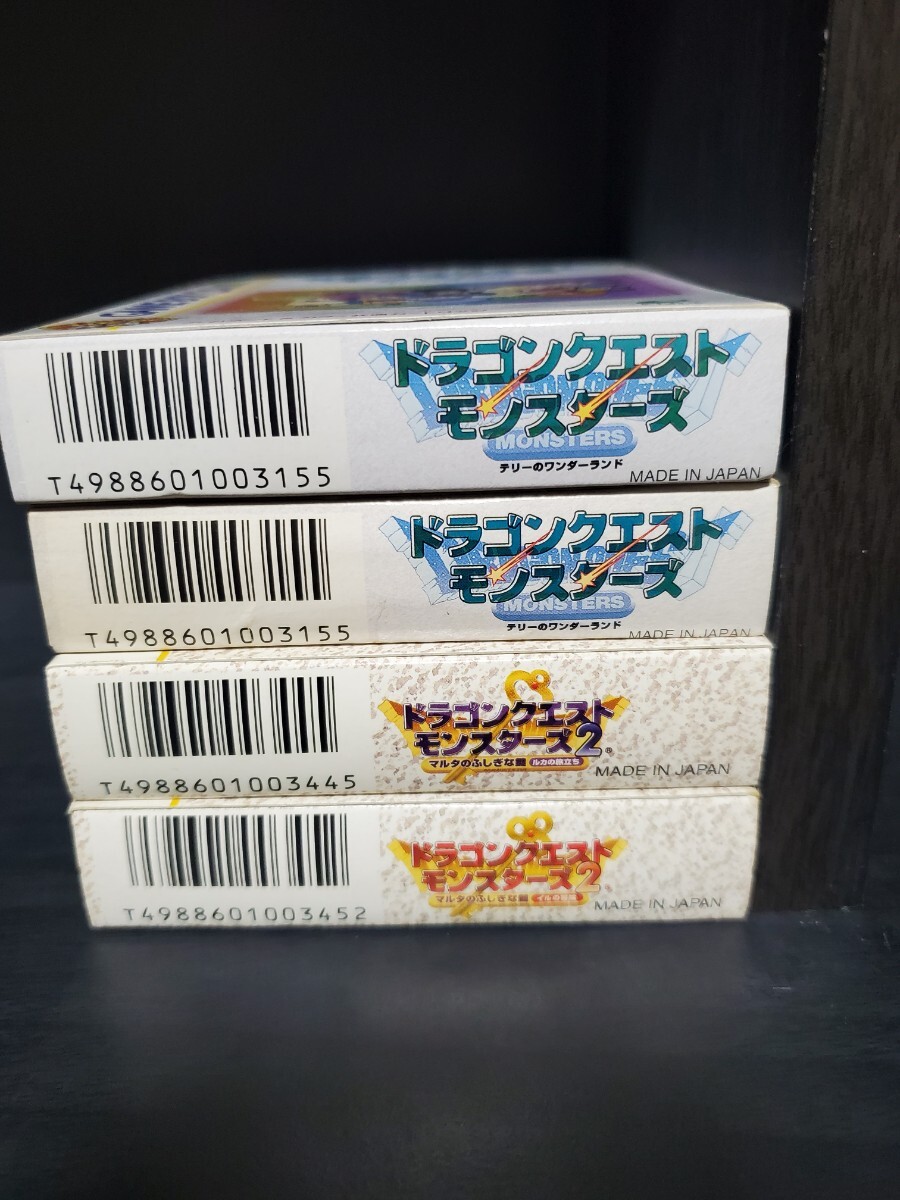 T4988601003155
ドラゴンクエスト
モンスターズ
MONSTERS
テリーのワンダーランド
MADE IN JAPAN
T4988601003155
ドラゴンクエスト
モンスターズ
MONSTERS
テリーのワンダーランド
MADE IN JAPAN
T4988601003445
ドラゴンクエスト
モンスターズ2
マルタのふしぎな鍵 ルカの旅立ち
MADE IN JAPAN
T4988601003452
ドラゴンクエスト
モンスターズ2
マルタのふしぎな鍵 イルの冒険
MADE IN JAPAN